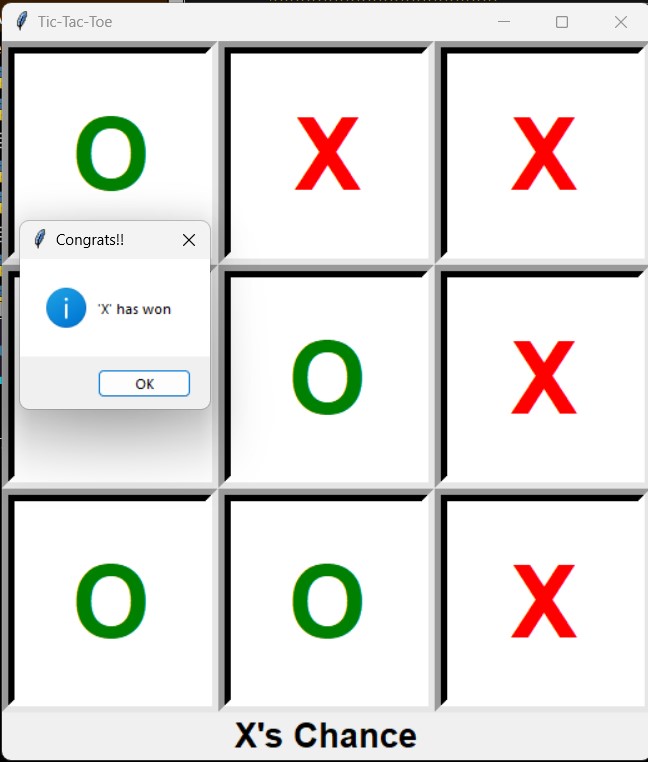 Tic-Tac-Toe
O X X
Congrats!!
'X' has won
OK
O X
O O X
X's Chance